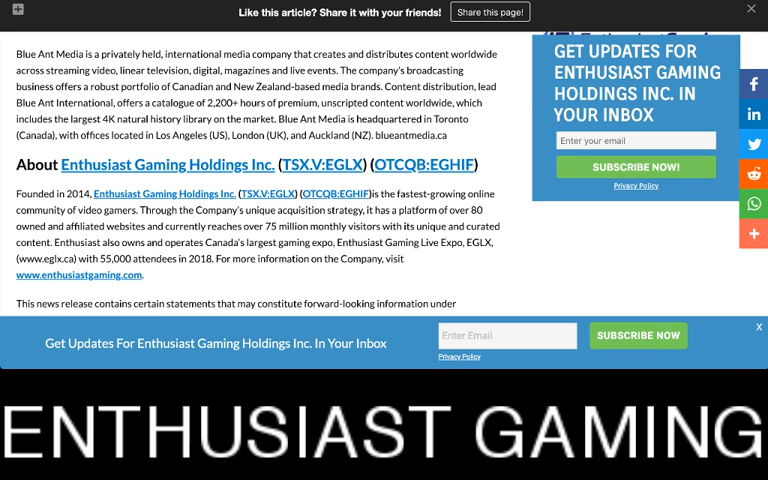 Like this article? Share it with your friends!
Share this page!
Blue Ant Media is a privately held, international media company that creates and distributes content worldwide
across streaming video, linear television, digital, magazines and live events. The company's broadcasting
business offers a robust portfolio of Canadian and New Zealand-based media brands. Content distribution, lead
Blue Ant International, offers a catalogue of 2,200+ hours of premium, unscripted content worldwide, which
includes the largest 4K natural history library on the market. Blue Ant Media is headquartered in Toronto
(Canada), with offices located in Los Angeles (US), London (UK), and Auckland (NZ). blueantmedia.ca
About Enthusiast Gaming Holdings Inc. (TSX.V:EGLX) (OTCQB:EGHIF)
Founded in 2014, Enthusiast Gaming Holdings Inc. (TSX.V:EGLX) (OTCQB:EGHIF)is the fastest-growing online
community of video gamers. Through the Company's unique acquisition strategy, it has a platform of over 80
owned and affiliated websites and currently reaches over 75 million monthly visitors with its unique and curated
content. Enthusiast also owns and operates Canada's largest gaming expo, Enthusiast Gaming Live Expo, EGLX,
(www.eglx.ca) with 55,000 attendees in 2018. For more information on the Company, visit
www.enthusiastgaming.com.
This news release contains certain statements that may constitute forward-looking information under
GET UPDATES FOR
ENTHUSIAST GAMING
HOLDINGS INC. IN
YOUR INBOX
Enter your email
SUBSCRIBE NOW!
Privacy Policy
Get Updates For Enthusiast Gaming Holdings Inc. In Your Inbox
Enter Email
SUBSCRIBE NOW
X
Privacy Policy
ENTHUSIAST GAMING